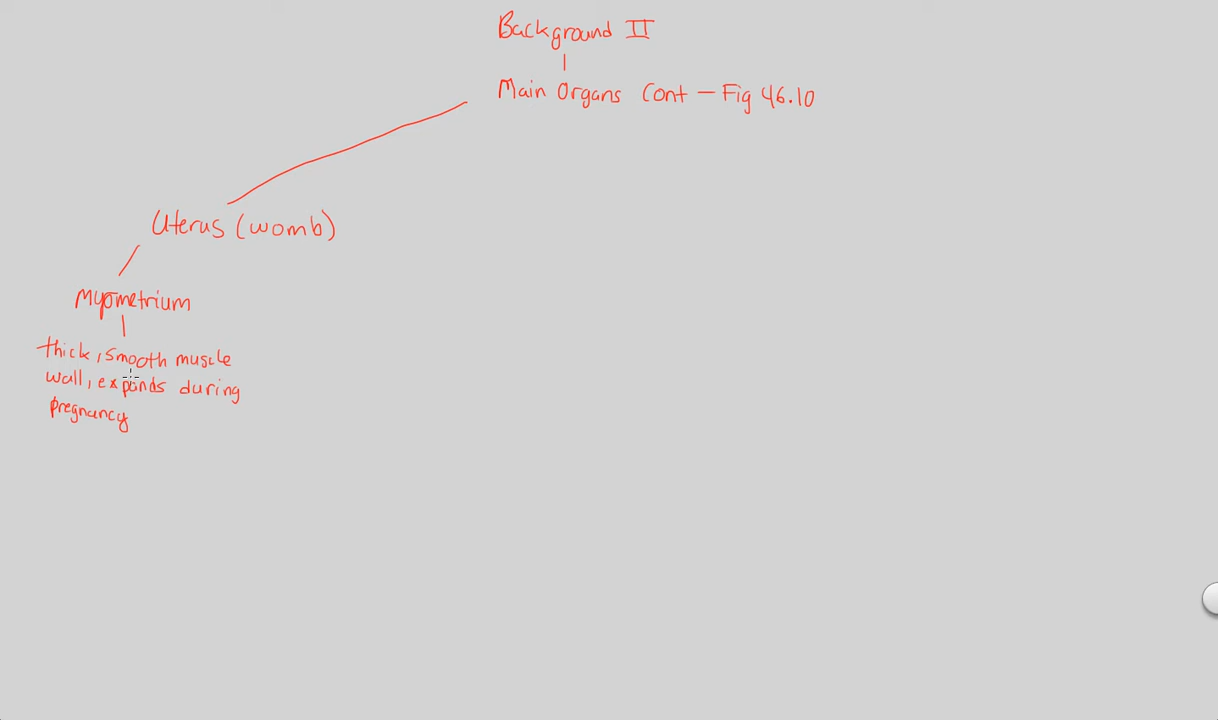 Background II
Main Organs Cont – Fig 46.10
Uterus (womb)
Myometrium
thick, smooth muscle
wall, expands during
pregnancy